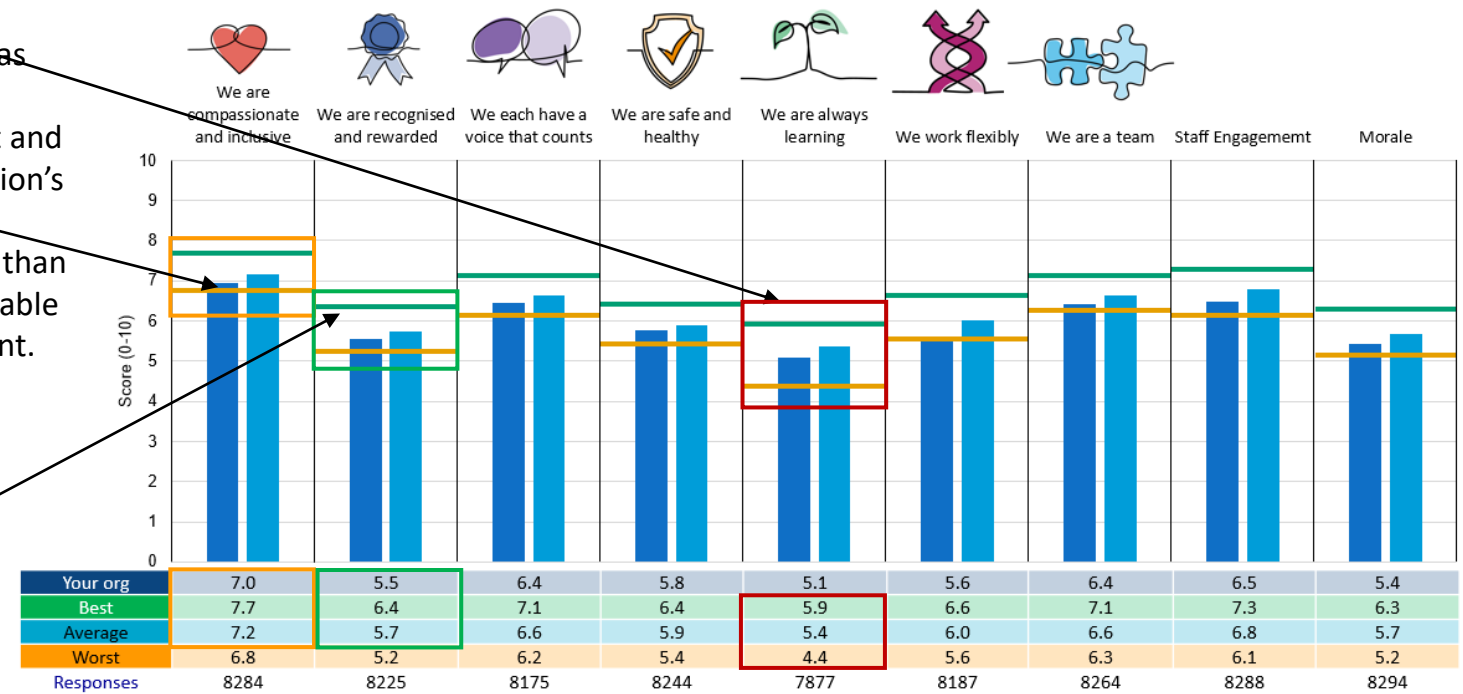 as
t and
tion's
than
able
nt.
We are
compassionate
and inclusive
We are recognised
and rewarded
We each have a
voice that counts
We are safe and
healthy
We are always
learning
We work flexibly
We are a team
Staff Engagememt
Morale
Score (0-10)
10
9
8
7
6
5
4
3
2
1
0
Your org 7.0 5.5 6.4 5.8 5.1 5.6 6.4 6.5 5.4
Best 7.7 6.4 7.1 6.4 5.9 6.6 7.1 7.3 6.3
Average 7.2 5.7 6.6 5.9 5.4 6.0 6.6 6.8 5.7
Worst 6.8 5.2 6.2 5.4 4.4 5.6 6.3 6.1 5.2
Responses 8284 8225 8175 8244 7877 8187 8264 8288 8294